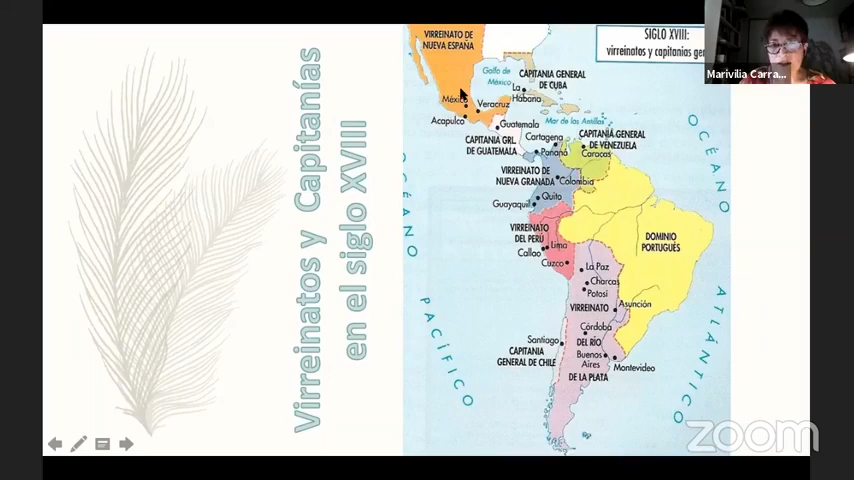 Virreinatos y Capitanías
en el siglo XVIII
SIGLO XVIII:
virreinatos y capitanías gen
VIRREINATO DE
NUEVA ESPAÑA
Golfo de
México
CAPITANIA GENERAL
DE CUBA
La
Habana
México
Veracruz
Acapulco
Mar de las Antillas
Guatemala
CAPITANÍA GRL.
DE GUATEMALA
Cartagena
Panamá
CAPITANÍA GENERAL
DE VENEZUELA
Caracas
VIRREINATO DE
NUEVA GRANADA
Colombia
Quito
Guayaquil
VIRREINATO
DEL PERÚ
Lima
Callao
Cuzco
DOMINIO
PORTUGUÉS
La Paz
Charcas
Potosí
VIRREINATO
Asunción
Córdoba
DEL RÍO
Santiago
CAPITANÍA
GENERAL DE CHILE
Buenos
Aires
Montevideo
DE LA PLATA
OCÉANO
PACÍFICO
OCÉANO
ATLÁNTICO
Marivilia Carra...
zoom